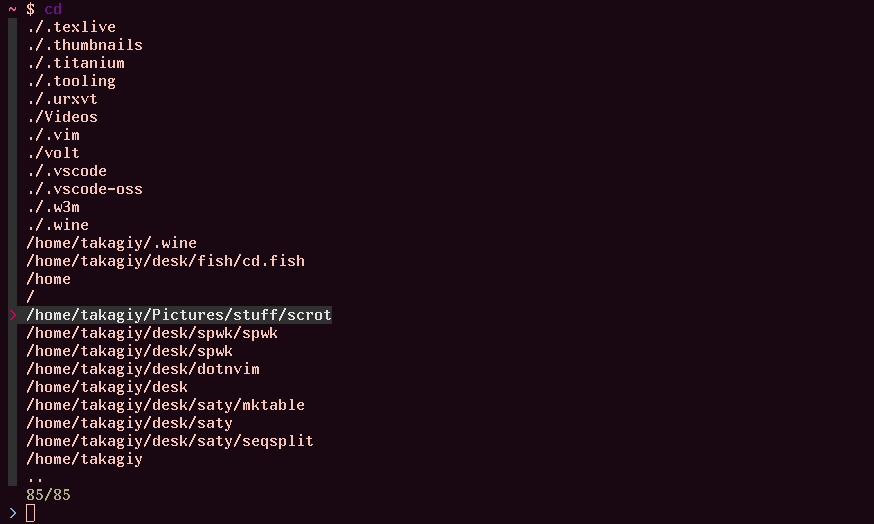 ~ $ cd
./.texlive
./.thumbnails
./.titanium
./.tooling
./.urxvt
./Videos
./.vim
./volt
./.vscode
./.vscode-oss
./.w3m
./.wine
/home/takagiy/.wine
/home/takagiy/desk/fish/cd.fish
/home
/
> /home/takagiy/Pictures/stuff/scrot
/home/takagiy/desk/spwk/spwk
/home/takagiy/desk/spwk
/home/takagiy/desk/dotnvim
/home/takagiy/desk
/home/takagiy/desk/saty/mktable
/home/takagiy/desk/saty
/home/takagiy/desk/saty/seqsplit
/home/takagiy
..
85/85
>